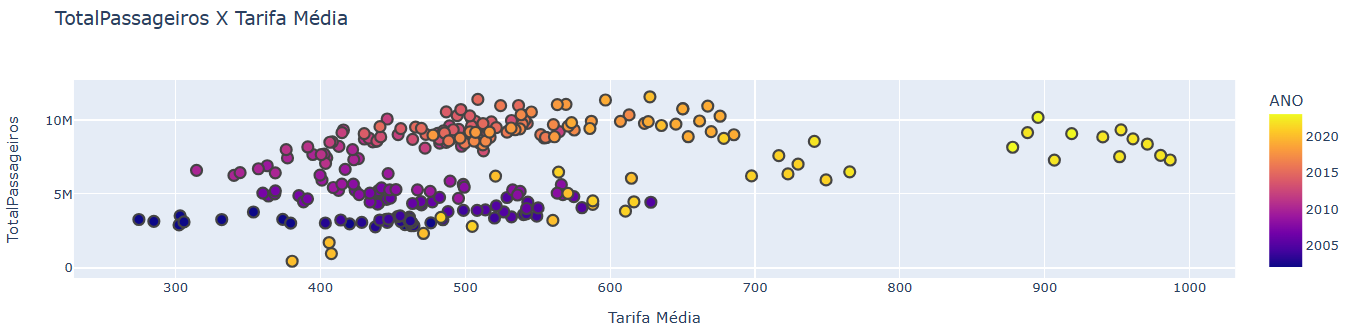 TotalPassageiros X Tarifa Média
ANO
TotalPassageiros
10M
5M
0
2020
2015
2010
2005
300 400 500 600 700 800 900 1000
Tarifa Média